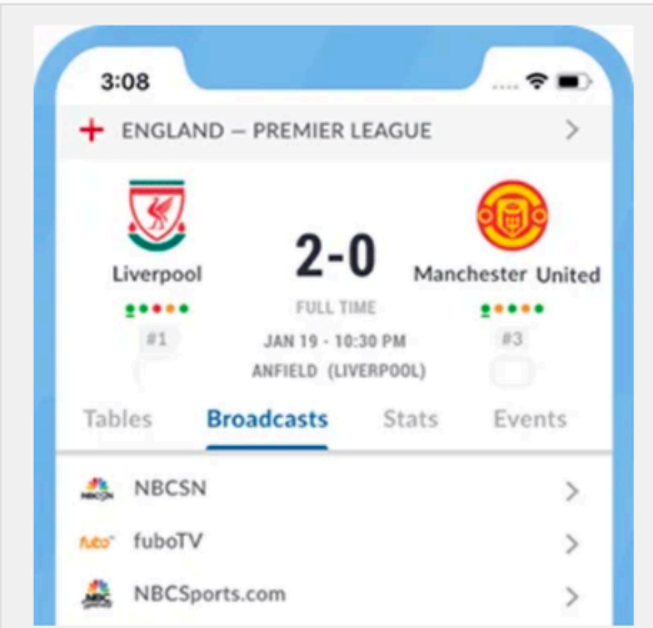 3:08
ENGLAND – PREMIER LEAGUE
2-0
Liverpool
Manchester United
FULL TIME
#1
JAN 19 - 10:30 PM
#3
ANFIELD (LIVERPOOL)
Tables
Broadcasts
Stats
Events
NBCSN
NBCSN
fubo
fuboTV
NBCSports.com